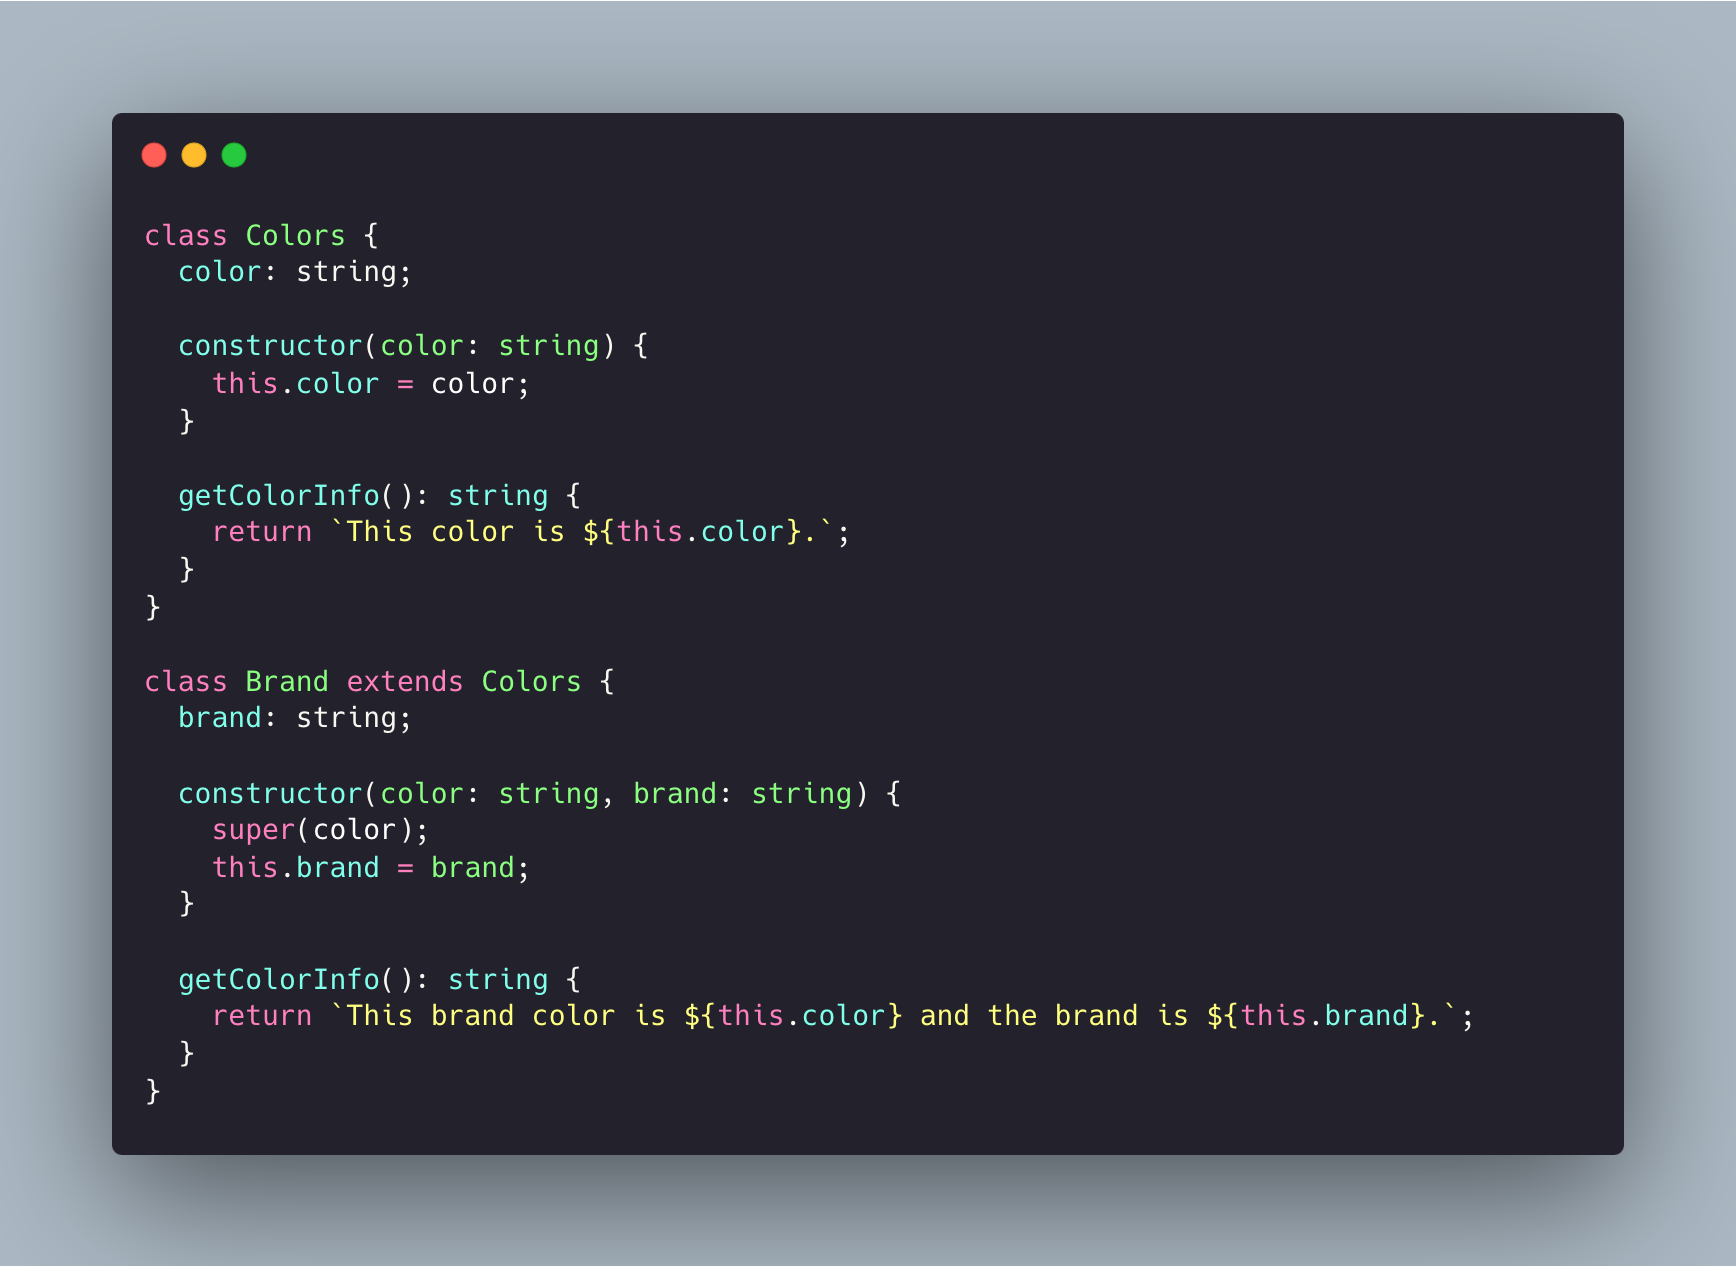 class Colors {
  color: string;

  constructor(color: string) {
    this.color = color;
  }

  getColorInfo(): string {
    return `This color is ${this.color}.`;
  }
}

class Brand extends Colors {
  brand: string;

  constructor(color: string, brand: string) {
    super(color);
    this.brand = brand;
  }

  getColorInfo(): string {
    return `This brand color is ${this.color} and the brand is ${this.brand}.`;
  }
}